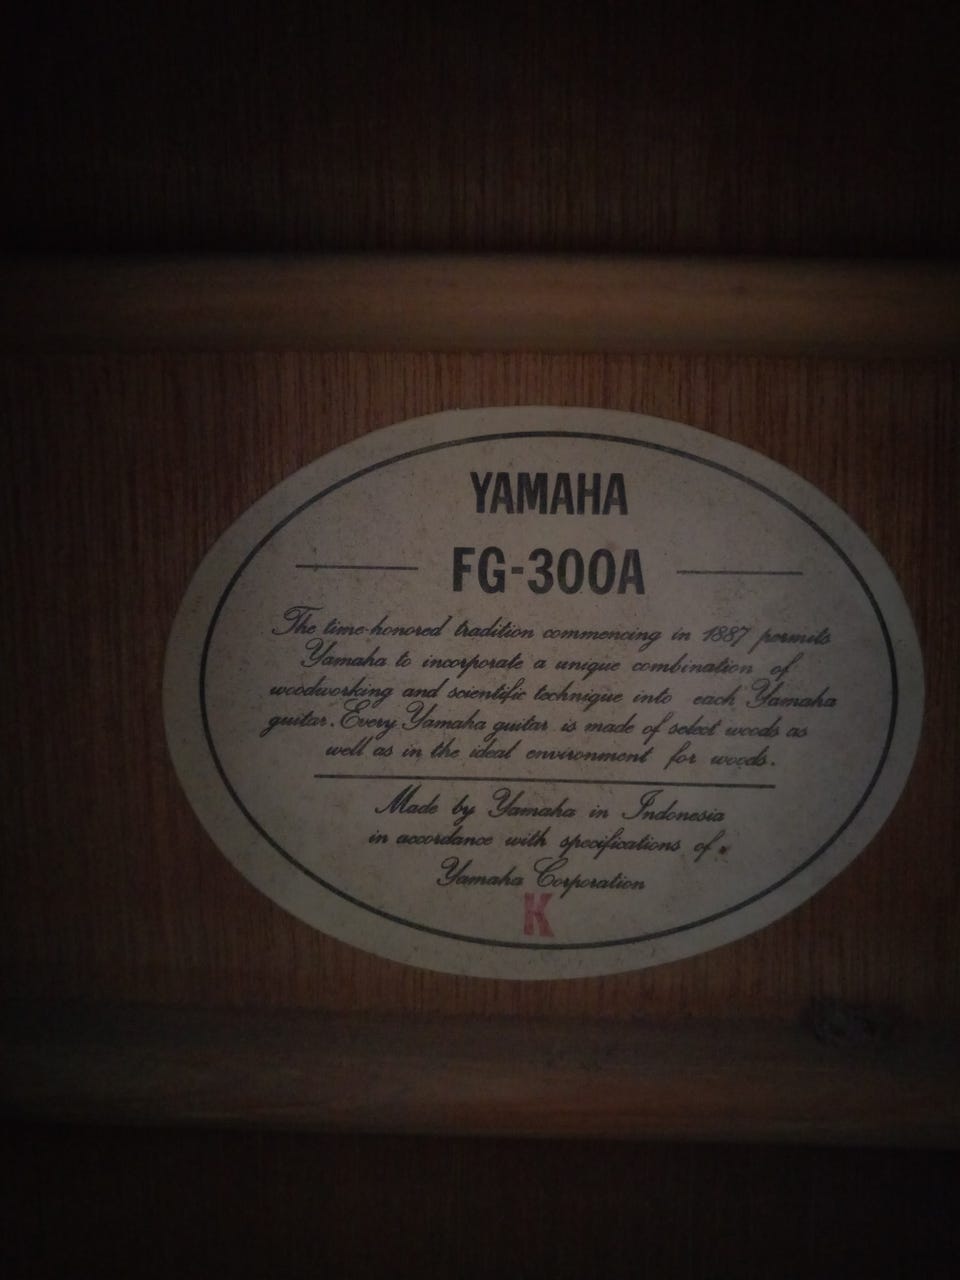 YAMAHA
FG-300A
The time-honored tradition commencing in 1887 permits
Yamaha to incorporate a unique combination of
woodworking and scientific technique into each Yamaha
guitar. Every Yamaha guitar is made of select woods as
well as in the ideal environment for woods.
Made by Yamaha in Indonesia
in accordance with specifications of
Yamaha Corporation
K